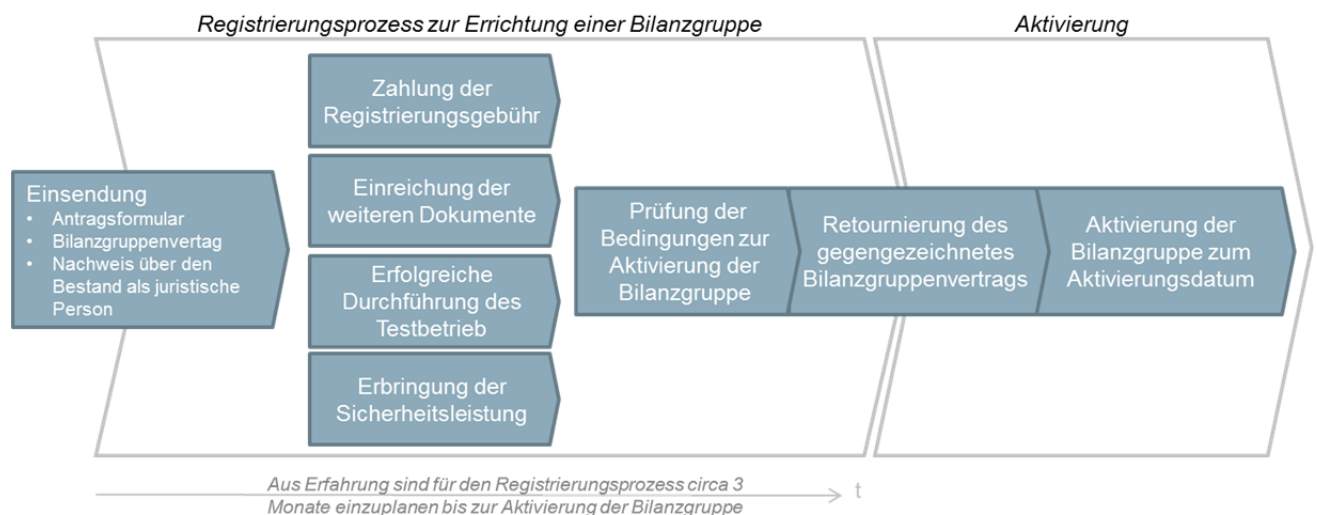 Registrierungsprozess zur Errichtung einer Bilanzgruppe
Aktivierung
Einsendung
• Antragsformular
• Bilanzgruppenvertag
• Nachweis über den
Bestand als juristische
Person
Zahlung der
Registrierungsgebühr
Einreichung der
weiteren Dokumente
Erfolgreiche
Durchführung des
Testbetrieb
Erbringung der
Sicherheitsleistung
Prüfung der
Bedingungen zur
Aktivierung der
Bilanzgruppe
Retournierung des
gegengezeichnetes
Bilanzgruppenvertrags
Aktivierung der
Bilanzgruppe zum
Aktivierungsdatum
Aus Erfahrung sind für den Registrierungsprozess circa 3
Monate einzuplanen bis zur Aktivierung der Bilanzgruppe
t